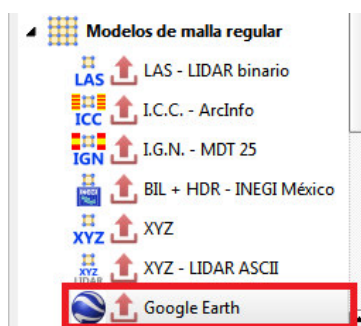 Modelos de malla regular
LAS LAS - LIDAR binario
ICC I.C.C. - ArcInfo
IGN I.G.N. - MDT 25
INEGI BIL + HDR - INEGI México
XYZ XYZ
XYZ LIDAR XYZ - LIDAR ASCII
Google Earth